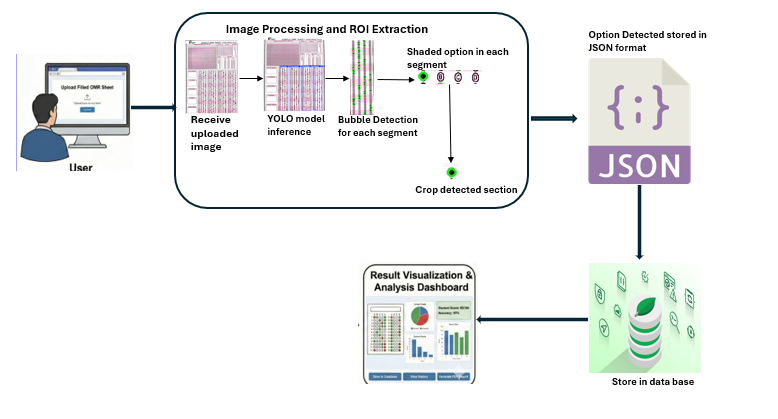 Image Processing and ROI Extraction
Option Detected stored in
JSON format
Upload Filled OMR Sheet
User
Receive
uploaded
image
YOLO model
inference
Bubble Detection
for each segment
Shaded option in each
segment
Crop detected section
{;}
JSON
Result Visualization &
Analysis Dashboard
Store in data base